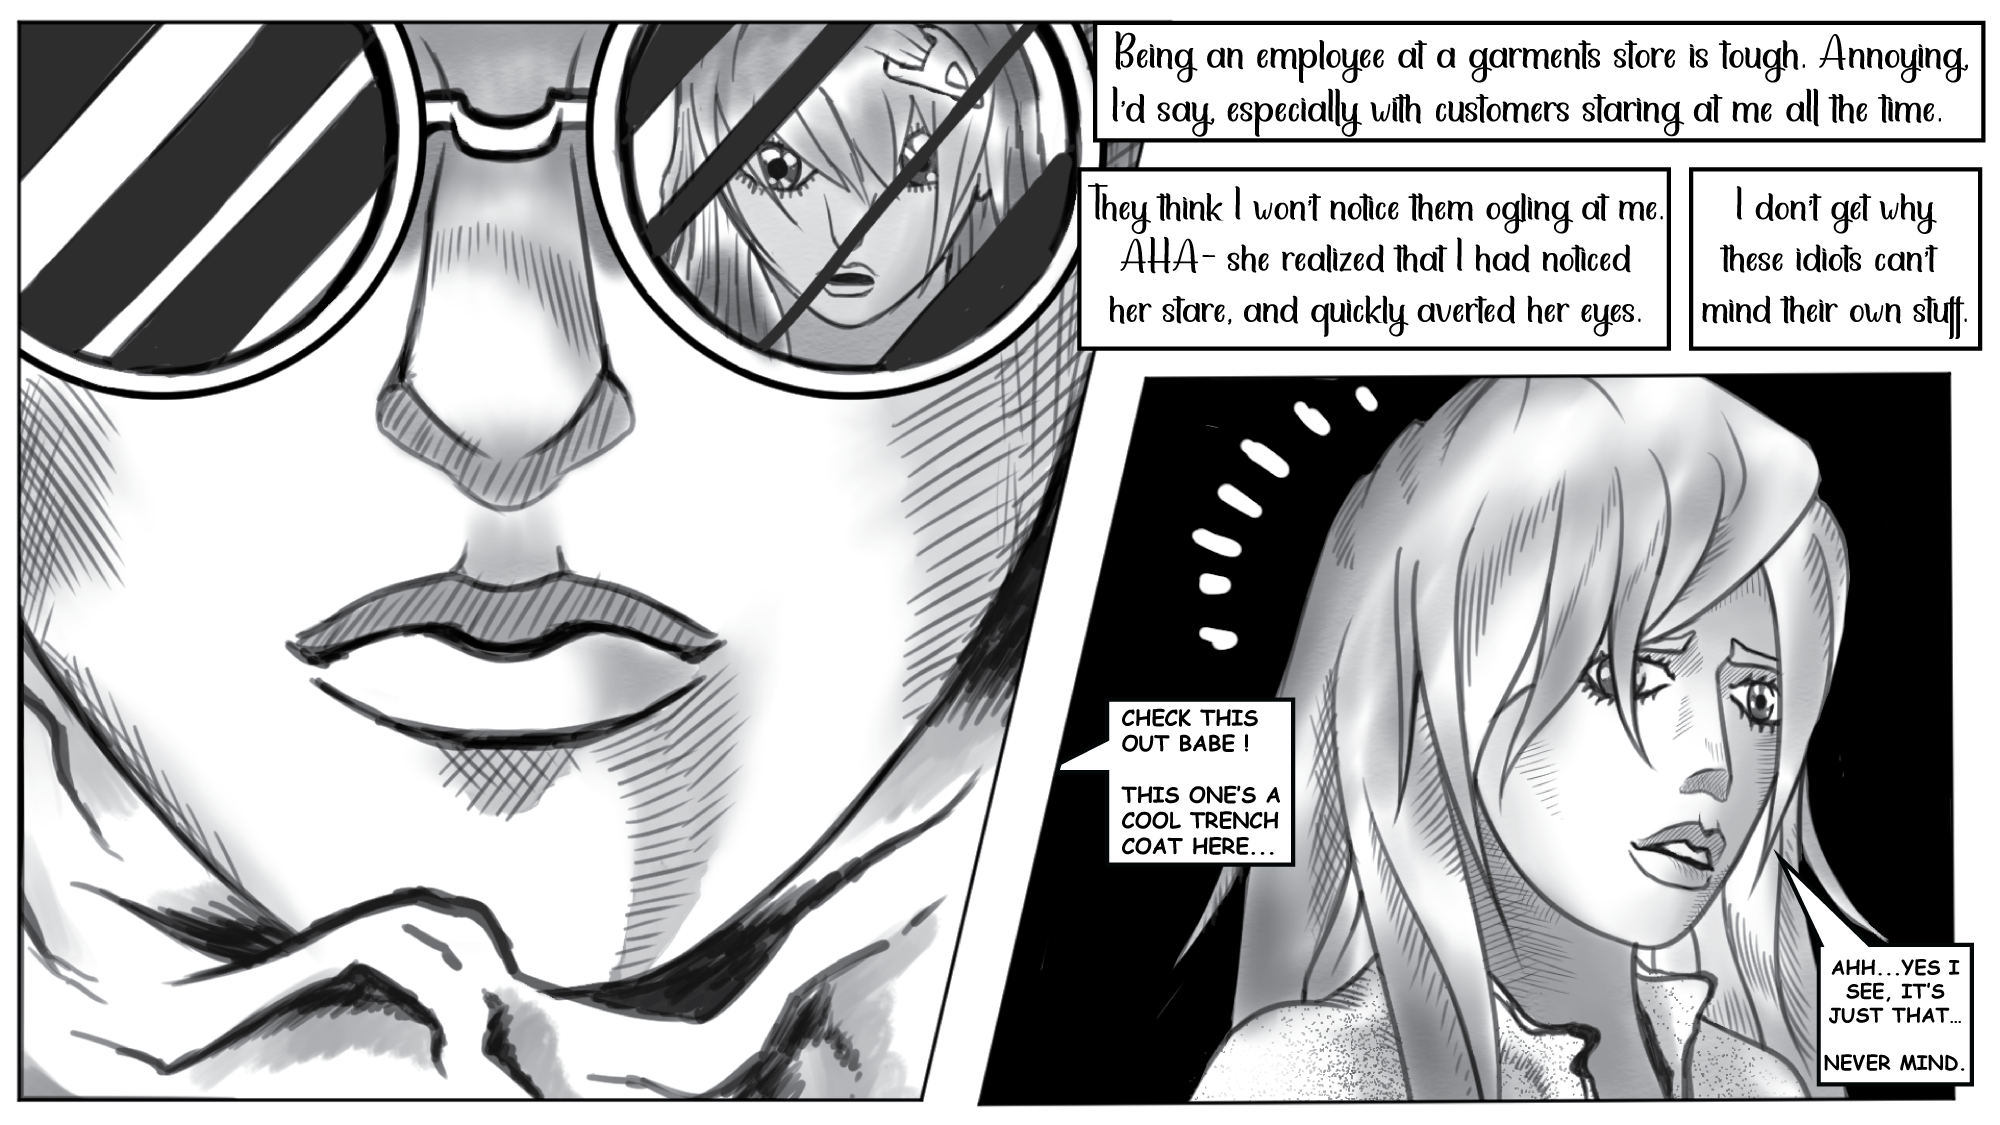 Being an employee at a garments store is tough. Annoying,
I'd say, especially with customers staring at me all the time.
They think I won't notice them ogling at me.
AHA- she realized that I had noticed
her stare, and quickly averted her eyes.
I don't get why
these idiots can't
mind their own stuff.
CHECK THIS
OUT BABE !
THIS ONE'S A
COOL TRENCH
COAT HERE...
AHH...YES I
SEE, IT'S
JUST THAT...
NEVER MIND.